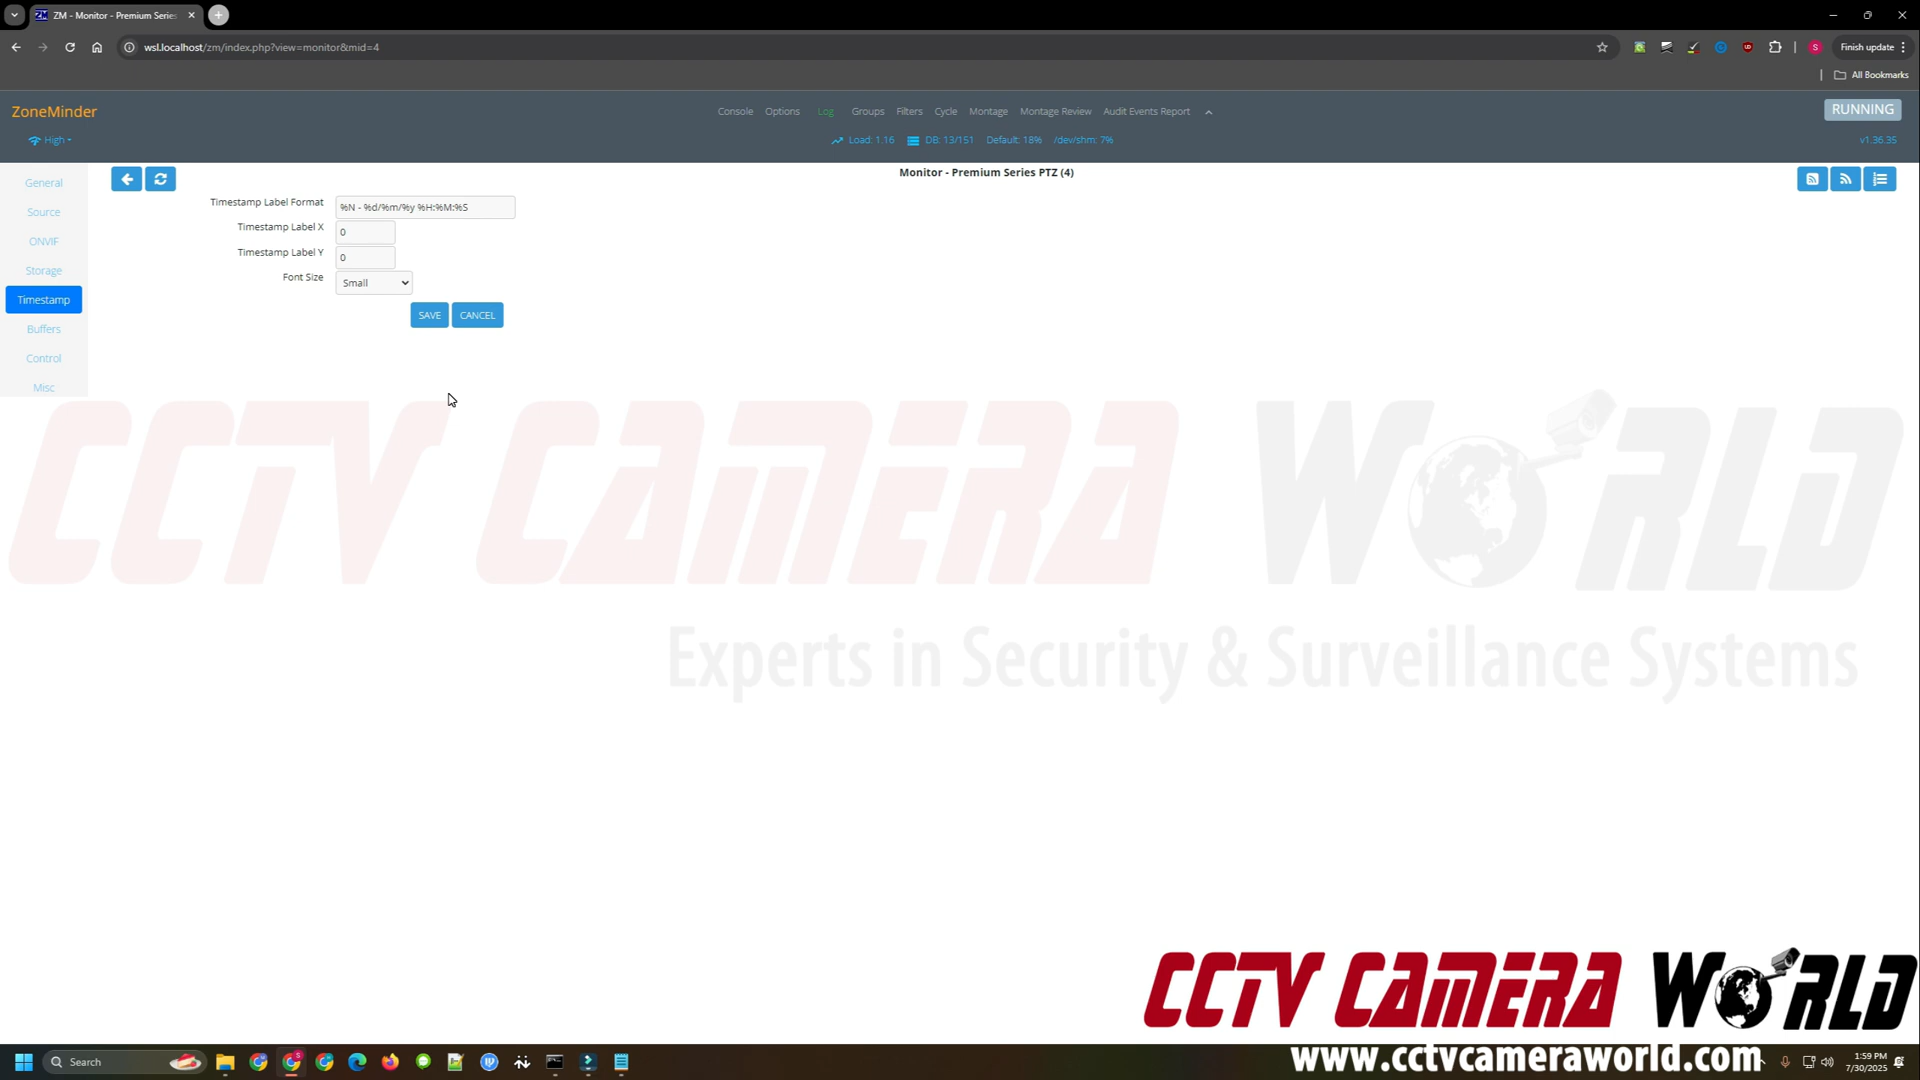 ZM - Monitor - Premium Series
wsl.localhost/zm/index.php?view=monitor&mid=4
Finish update
All Bookmarks
ZoneMinder
Console Options Log Groups Filters Cycle Montage Montage Review Audit Events Report
RUNNING
High
Load: 1.16 DB: 13/151 Default: 18% /dev/shm: 7%
v1.36.35
Monitor - Premium Series PTZ (4)
General
Source
ONVIF
Storage
Timestamp
Buffers
Control
Misc
Timestamp Label Format %N - %d/%m/%y %H:%M:%S
Timestamp Label X 0
Timestamp Label Y 0
Font Size Small
SAVE CANCEL
CCTV CAMERA WORLD
Experts in Security & Surveillance Systems
CCTV CAMERA WORLD
www.cctvcameraworld.com
Search
1:59 PM
7/30/2025